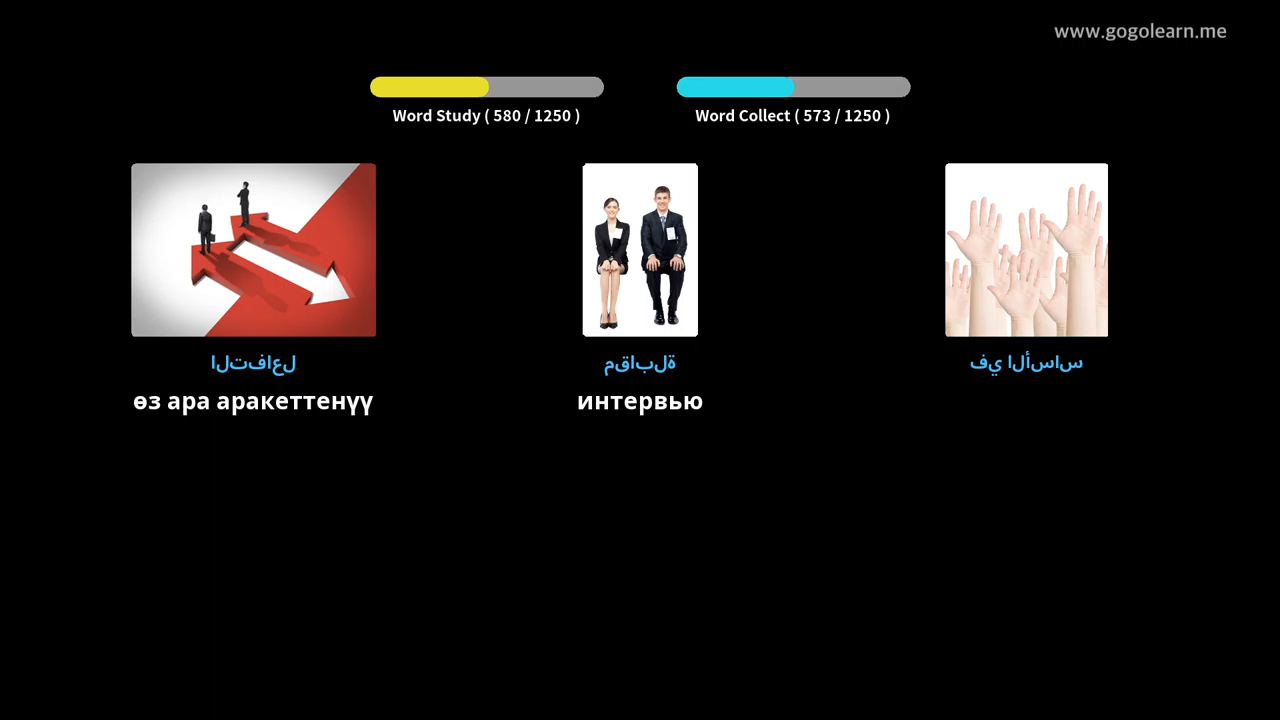 www.gogolearn.me
Word Study ( 580 / 1250 )
Word Collect ( 573 / 1250 )
التفاعل
مقابلة
في الأساس
өз ара аракеттенүү
интервью